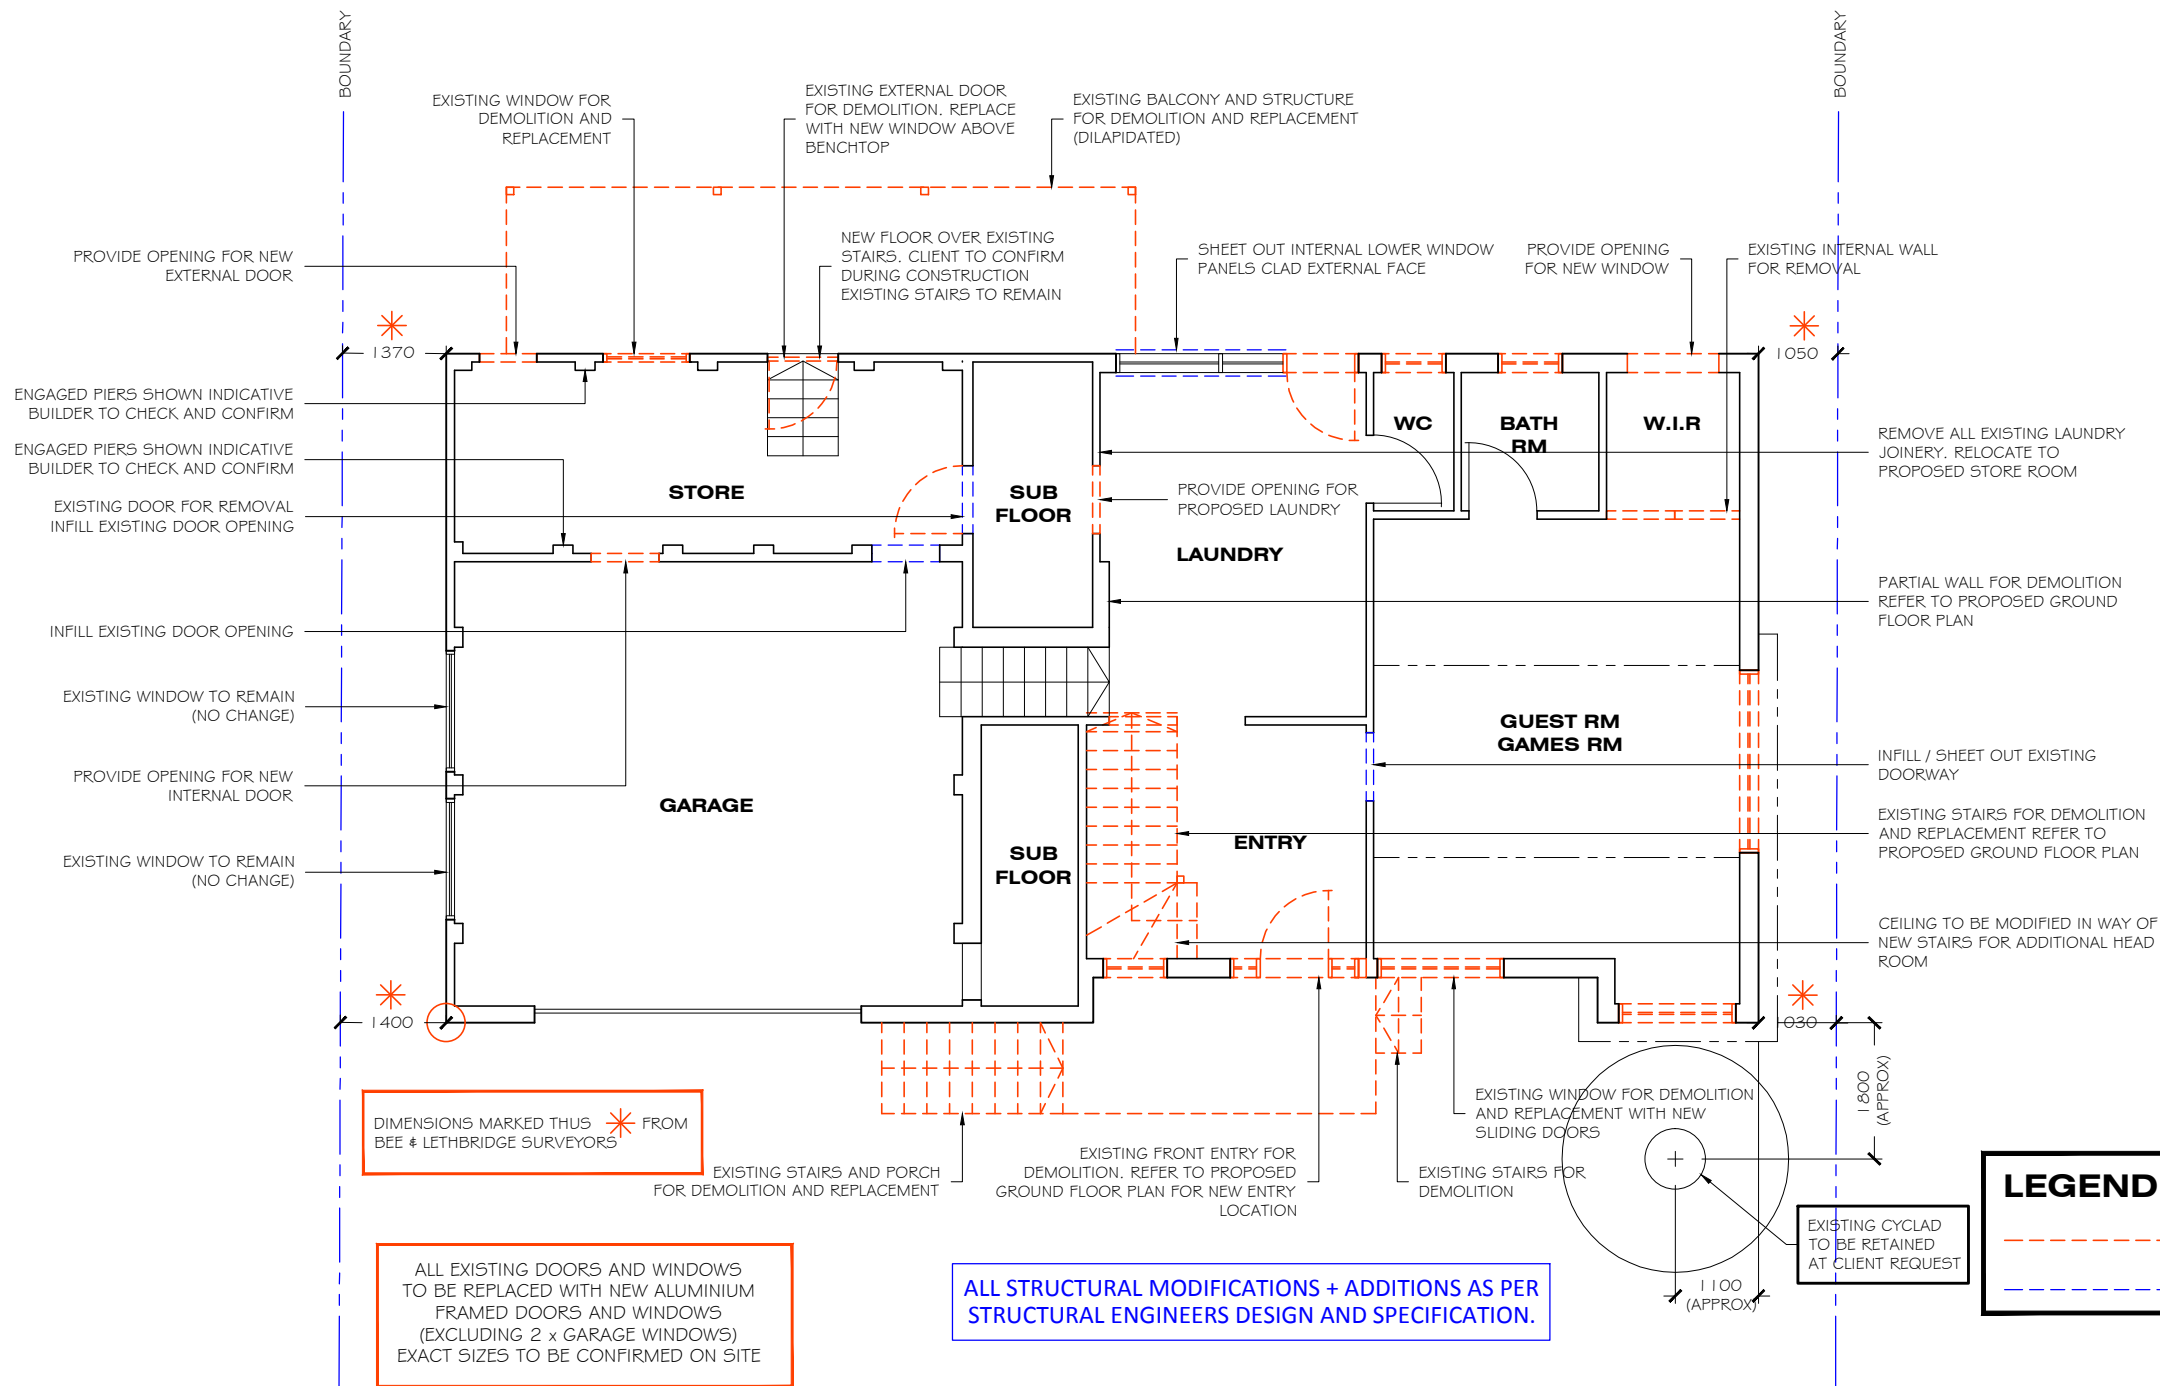 BOUNDARY
BOUNDARY
EXISTING WINDOW FOR
DEMOLITION AND
REPLACEMENT
EXISTING EXTERNAL DOOR
FOR DEMOLITION. REPLACE
WITH NEW WINDOW ABOVE
BENCHTOP
EXISTING BALCONY AND STRUCTURE
FOR DEMOLITION AND REPLACEMENT
(DILAPIDATED)
PROVIDE OPENING FOR NEW
EXTERNAL DOOR
NEW FLOOR OVER EXISTING
STAIRS. CLIENT TO CONFIRM
DURING CONSTRUCTION
EXISTING STAIRS TO REMAIN
SHEET OUT INTERNAL LOWER WINDOW
PANELS CLAD EXTERNAL FACE
PROVIDE OPENING
FOR NEW WINDOW
EXISTING INTERNAL WALL
FOR REMOVAL
1370
1050
ENGAGED PIERS SHOWN INDICATIVE
BUILDER TO CHECK AND CONFIRM
ENGAGED PIERS SHOWN INDICATIVE
BUILDER TO CHECK AND CONFIRM
EXISTING DOOR FOR REMOVAL
INFILL EXISTING DOOR OPENING
STORE
SUB
FLOOR
PROVIDE OPENING FOR
PROPOSED LAUNDRY
LAUNDRY
WC
BATH
RM
W.I.R
REMOVE ALL EXISTING LAUNDRY
JOINERY. RELOCATE TO
PROPOSED STORE ROOM
PARTIAL WALL FOR DEMOLITION
REFER TO PROPOSED GROUND
FLOOR PLAN
INFILL EXISTING DOOR OPENING
EXISTING WINDOW TO REMAIN
(NO CHANGE)
PROVIDE OPENING FOR NEW
INTERNAL DOOR
EXISTING WINDOW TO REMAIN
(NO CHANGE)
GARAGE
SUB
FLOOR
ENTRY
GUEST RM
GAMES RM
INFILL / SHEET OUT EXISTING
DOORWAY
EXISTING STAIRS FOR DEMOLITION
AND REPLACEMENT REFER TO
PROPOSED GROUND FLOOR PLAN
CEILING TO BE MODIFIED IN WAY OF
NEW STAIRS FOR ADDITIONAL HEAD
ROOM
1400
1030
1800
(APPROX)
DIMENSIONS MARKED THUS FROM
BEE & LETHBRIDGE SURVEYORS
EXISTING STAIRS AND PORCH
FOR DEMOLITION AND REPLACEMENT
EXISTING FRONT ENTRY FOR
DEMOLITION. REFER TO PROPOSED
GROUND FLOOR PLAN FOR NEW ENTRY
LOCATION
EXISTING STAIRS FOR
DEMOLITION
EXISTING WINDOW FOR DEMOLITION
AND REPLACEMENT WITH NEW
SLIDING DOORS
EXISTING CYCLAD
TO BE RETAINED
AT CLIENT REQUEST
1100
(APPROX)
LEGEND
ALL EXISTING DOORS AND WINDOWS
TO BE REPLACED WITH NEW ALUMINIUM
FRAMED DOORS AND WINDOWS
(EXCLUDING 2 x GARAGE WINDOWS)
EXACT SIZES TO BE CONFIRMED ON SITE
ALL STRUCTURAL MODIFICATIONS + ADDITIONS AS PER
STRUCTURAL ENGINEERS DESIGN AND SPECIFICATION.